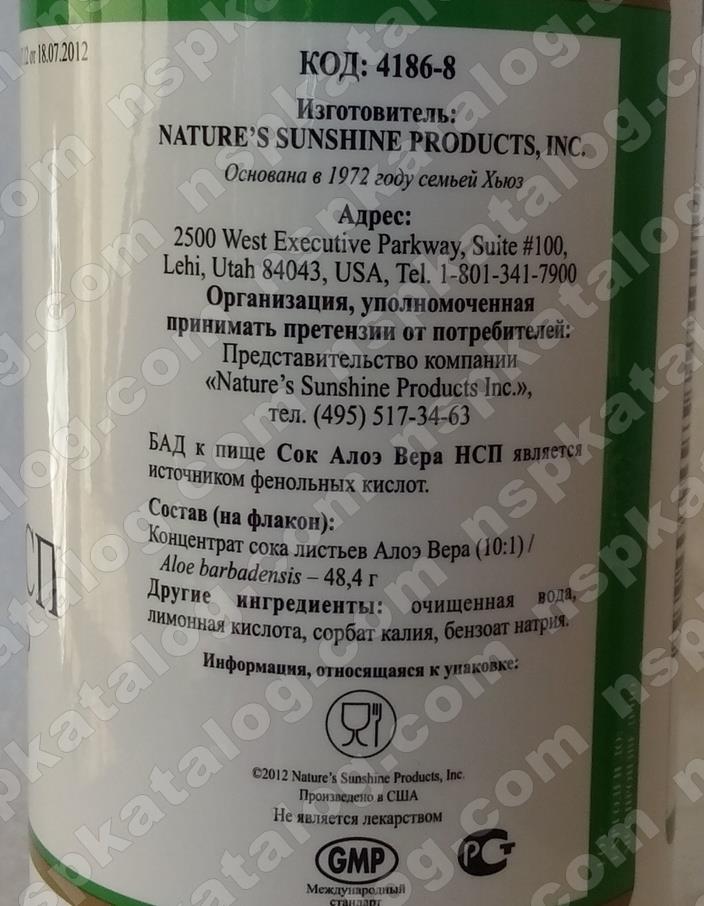 от 18.07.2012
КОД: 4186-8
Изготовитель:
NATURE'S SUNSHINE PRODUCTS, INC.
Основана в 1972 году семьей Хьюз
Адрес:
2500 West Executive Parkway, Suite #100,
Lehi, Utah 84043, USA, Tel. 1-801-341-7900
Организация, уполномоченная
принимать претензии от потребителей:
Представительство компании
«Nature's Sunshine Products Inc.»,
тел. (495) 517-34-63
БАД к пище Сок Алоэ Вера НСП является
источником фенольных кислот.
Состав (на флакон):
Концентрат сока листьев Алоэ Вера (10:1) /
Aloe barbadensis – 48,4 г
Другие ингредиенты: очищенная вода,
лимонная кислота, сорбат калия, бензоат натрия.
Информация, относящаяся к упаковке:
©2012 Nature's Sunshine Products, Inc.
Произведено в США
Не является лекарством
GMP
РСТ
Международный
стандарт
nspkatalog.com